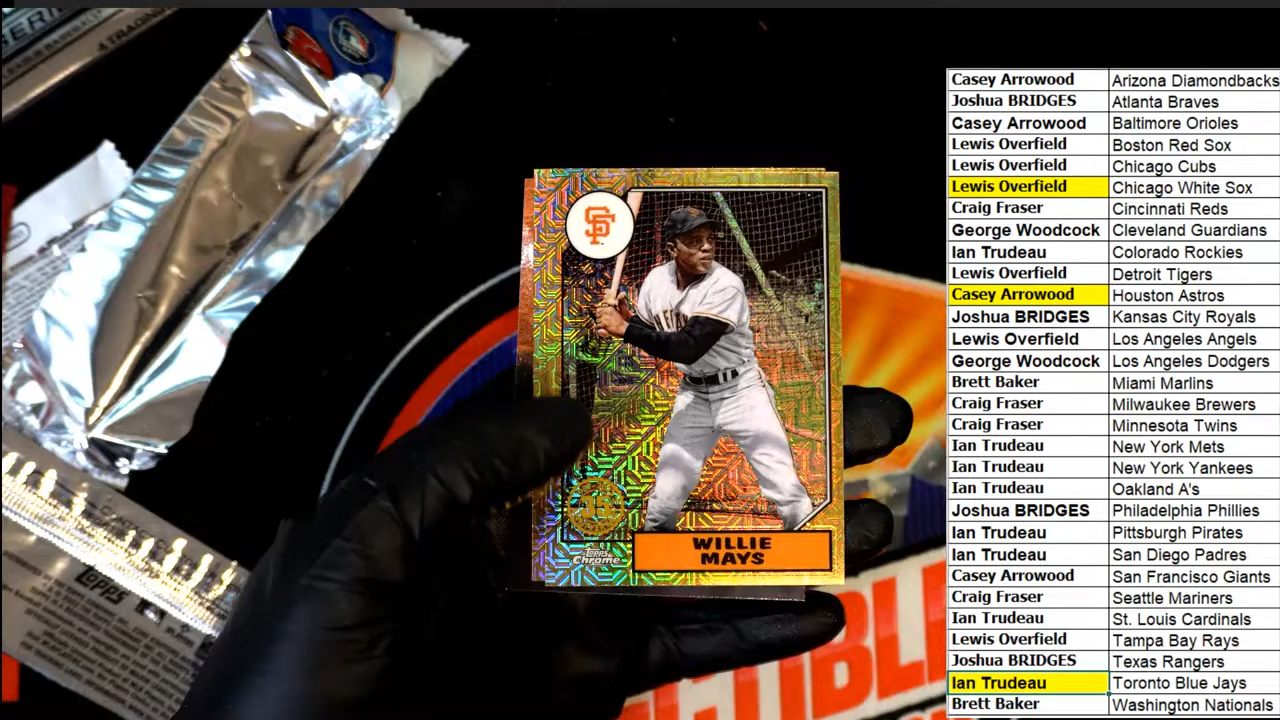 SERI
4 TRADIN
SF
35
Topps
Chrome
WILLIE
MAYS
TIBL
Casey Arrowood Arizona Diamondbacks
Joshua BRIDGES Atlanta Braves
Casey Arrowood Baltimore Orioles
Lewis Overfield Boston Red Sox
Lewis Overfield Chicago Cubs
Lewis Overfield Chicago White Sox
Craig Fraser Cincinnati Reds
George Woodcock Cleveland Guardians
Ian Trudeau Colorado Rockies
Lewis Overfield Detroit Tigers
Casey Arrowood Houston Astros
Joshua BRIDGES Kansas City Royals
Lewis Overfield Los Angeles Angels
George Woodcock Los Angeles Dodgers
Brett Baker Miami Marlins
Craig Fraser Milwaukee Brewers
Craig Fraser Minnesota Twins
Ian Trudeau New York Mets
Ian Trudeau New York Yankees
Ian Trudeau Oakland A's
Joshua BRIDGES Philadelphia Phillies
Ian Trudeau Pittsburgh Pirates
Ian Trudeau San Diego Padres
Casey Arrowood San Francisco Giants
Craig Fraser Seattle Mariners
Ian Trudeau St. Louis Cardinals
Lewis Overfield Tampa Bay Rays
Joshua BRIDGES Texas Rangers
Ian Trudeau Toronto Blue Jays
Brett Baker Washington Nationals